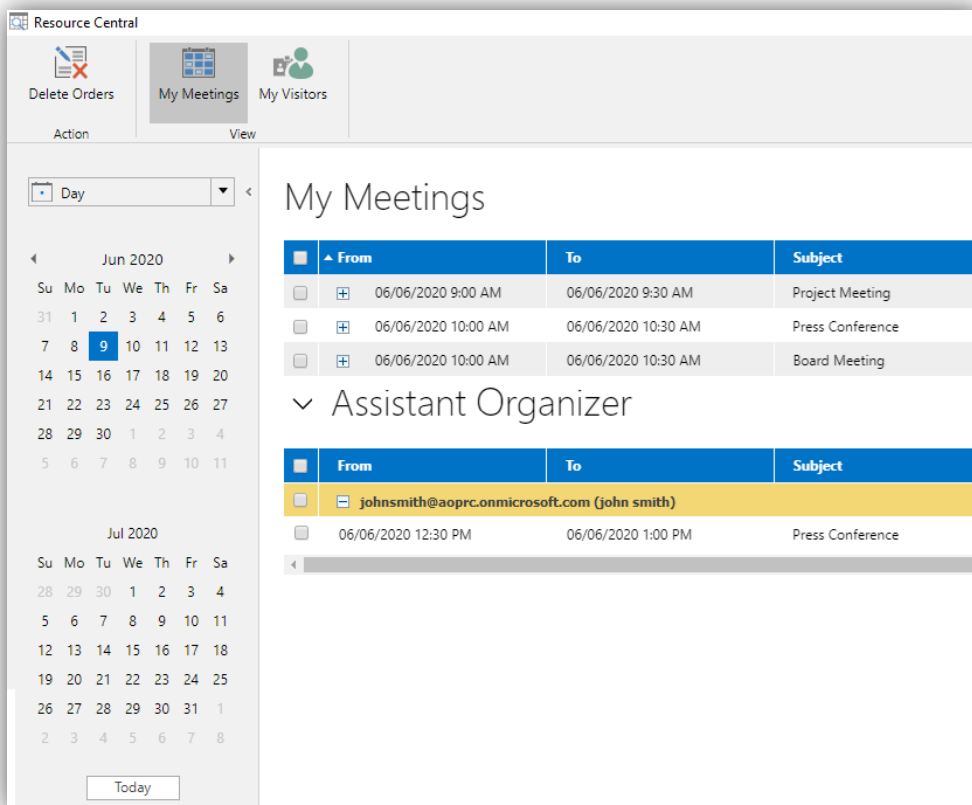 Resource Central
Delete Orders
My Meetings
My Visitors
Action
View
Day
Jun 2020
Su Mo Tu We Th Fr Sa
31 1 2 3 4 5 6
7 8 9 10 11 12 13
14 15 16 17 18 19 20
21 22 23 24 25 26 27
28 29 30 1 2 3 4
5 6 7 8 9 10 11
Jul 2020
Su Mo Tu We Th Fr Sa
28 29 30 1 2 3 4
5 6 7 8 9 10 11
12 13 14 15 16 17 18
19 20 21 22 23 24 25
26 27 28 29 30 31 1
2 3 4 5 6 7 8
Today
My Meetings
From To Subject
06/06/2020 9:00 AM 06/06/2020 9:30 AM Project Meeting
06/06/2020 10:00 AM 06/06/2020 10:30 AM Press Conference
06/06/2020 10:00 AM 06/06/2020 10:30 AM Board Meeting
Assistant Organizer
From To Subject
johnsmith@aoprc.onmicrosoft.com (john smith)
06/06/2020 12:30 PM 06/06/2020 1:00 PM Press Conference